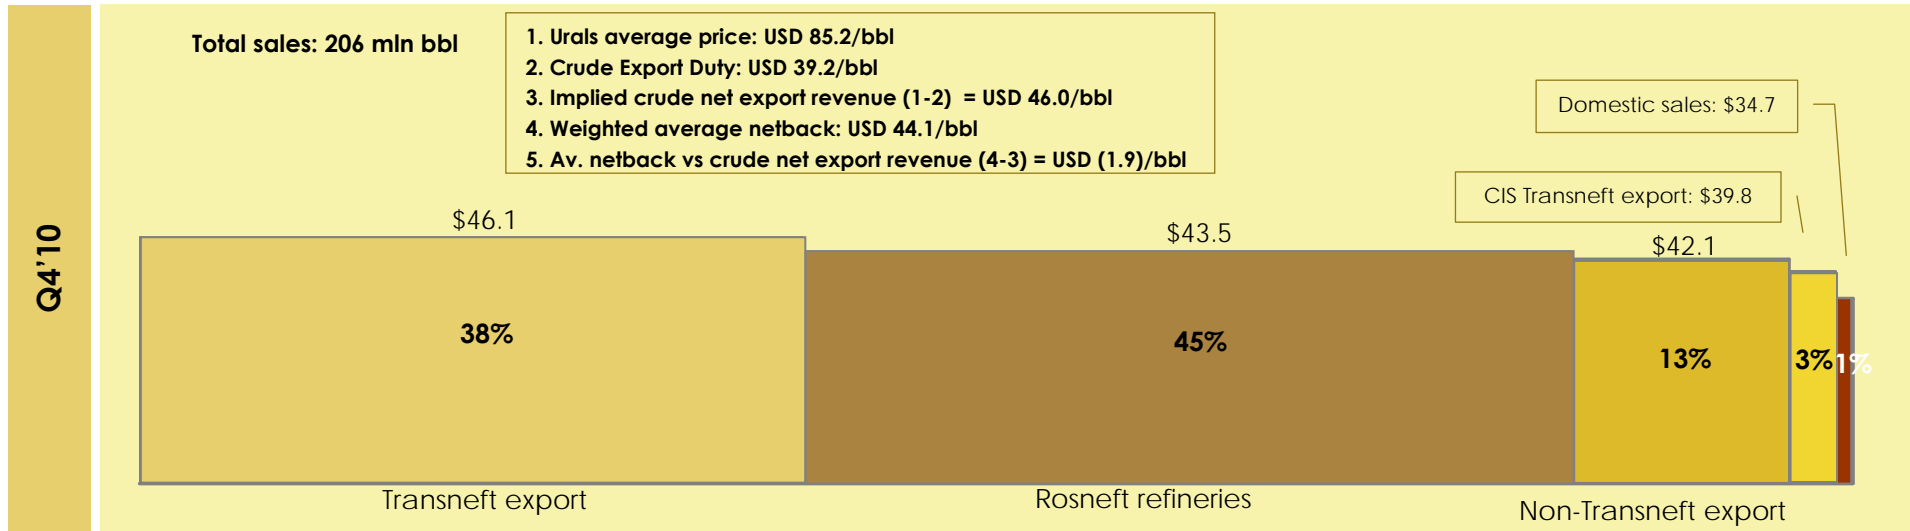 Q4’10
Total sales: 206 mln bbl
1. Urals average price: USD 85.2/bbl
2. Crude Export Duty: USD 39.2/bbl
3. Implied crude net export revenue (1-2) = USD 46.0/bbl
4. Weighted average netback: USD 44.1/bbl
5. Av. netback vs crude net export revenue (4-3) = USD (1.9)/bbl
Domestic sales: $34.7
CIS Transneft export: $39.8
$46.1
$43.5
$42.1
38%
45%
13%
3%
1%
Transneft export
Rosneft refineries
Non-Transneft export